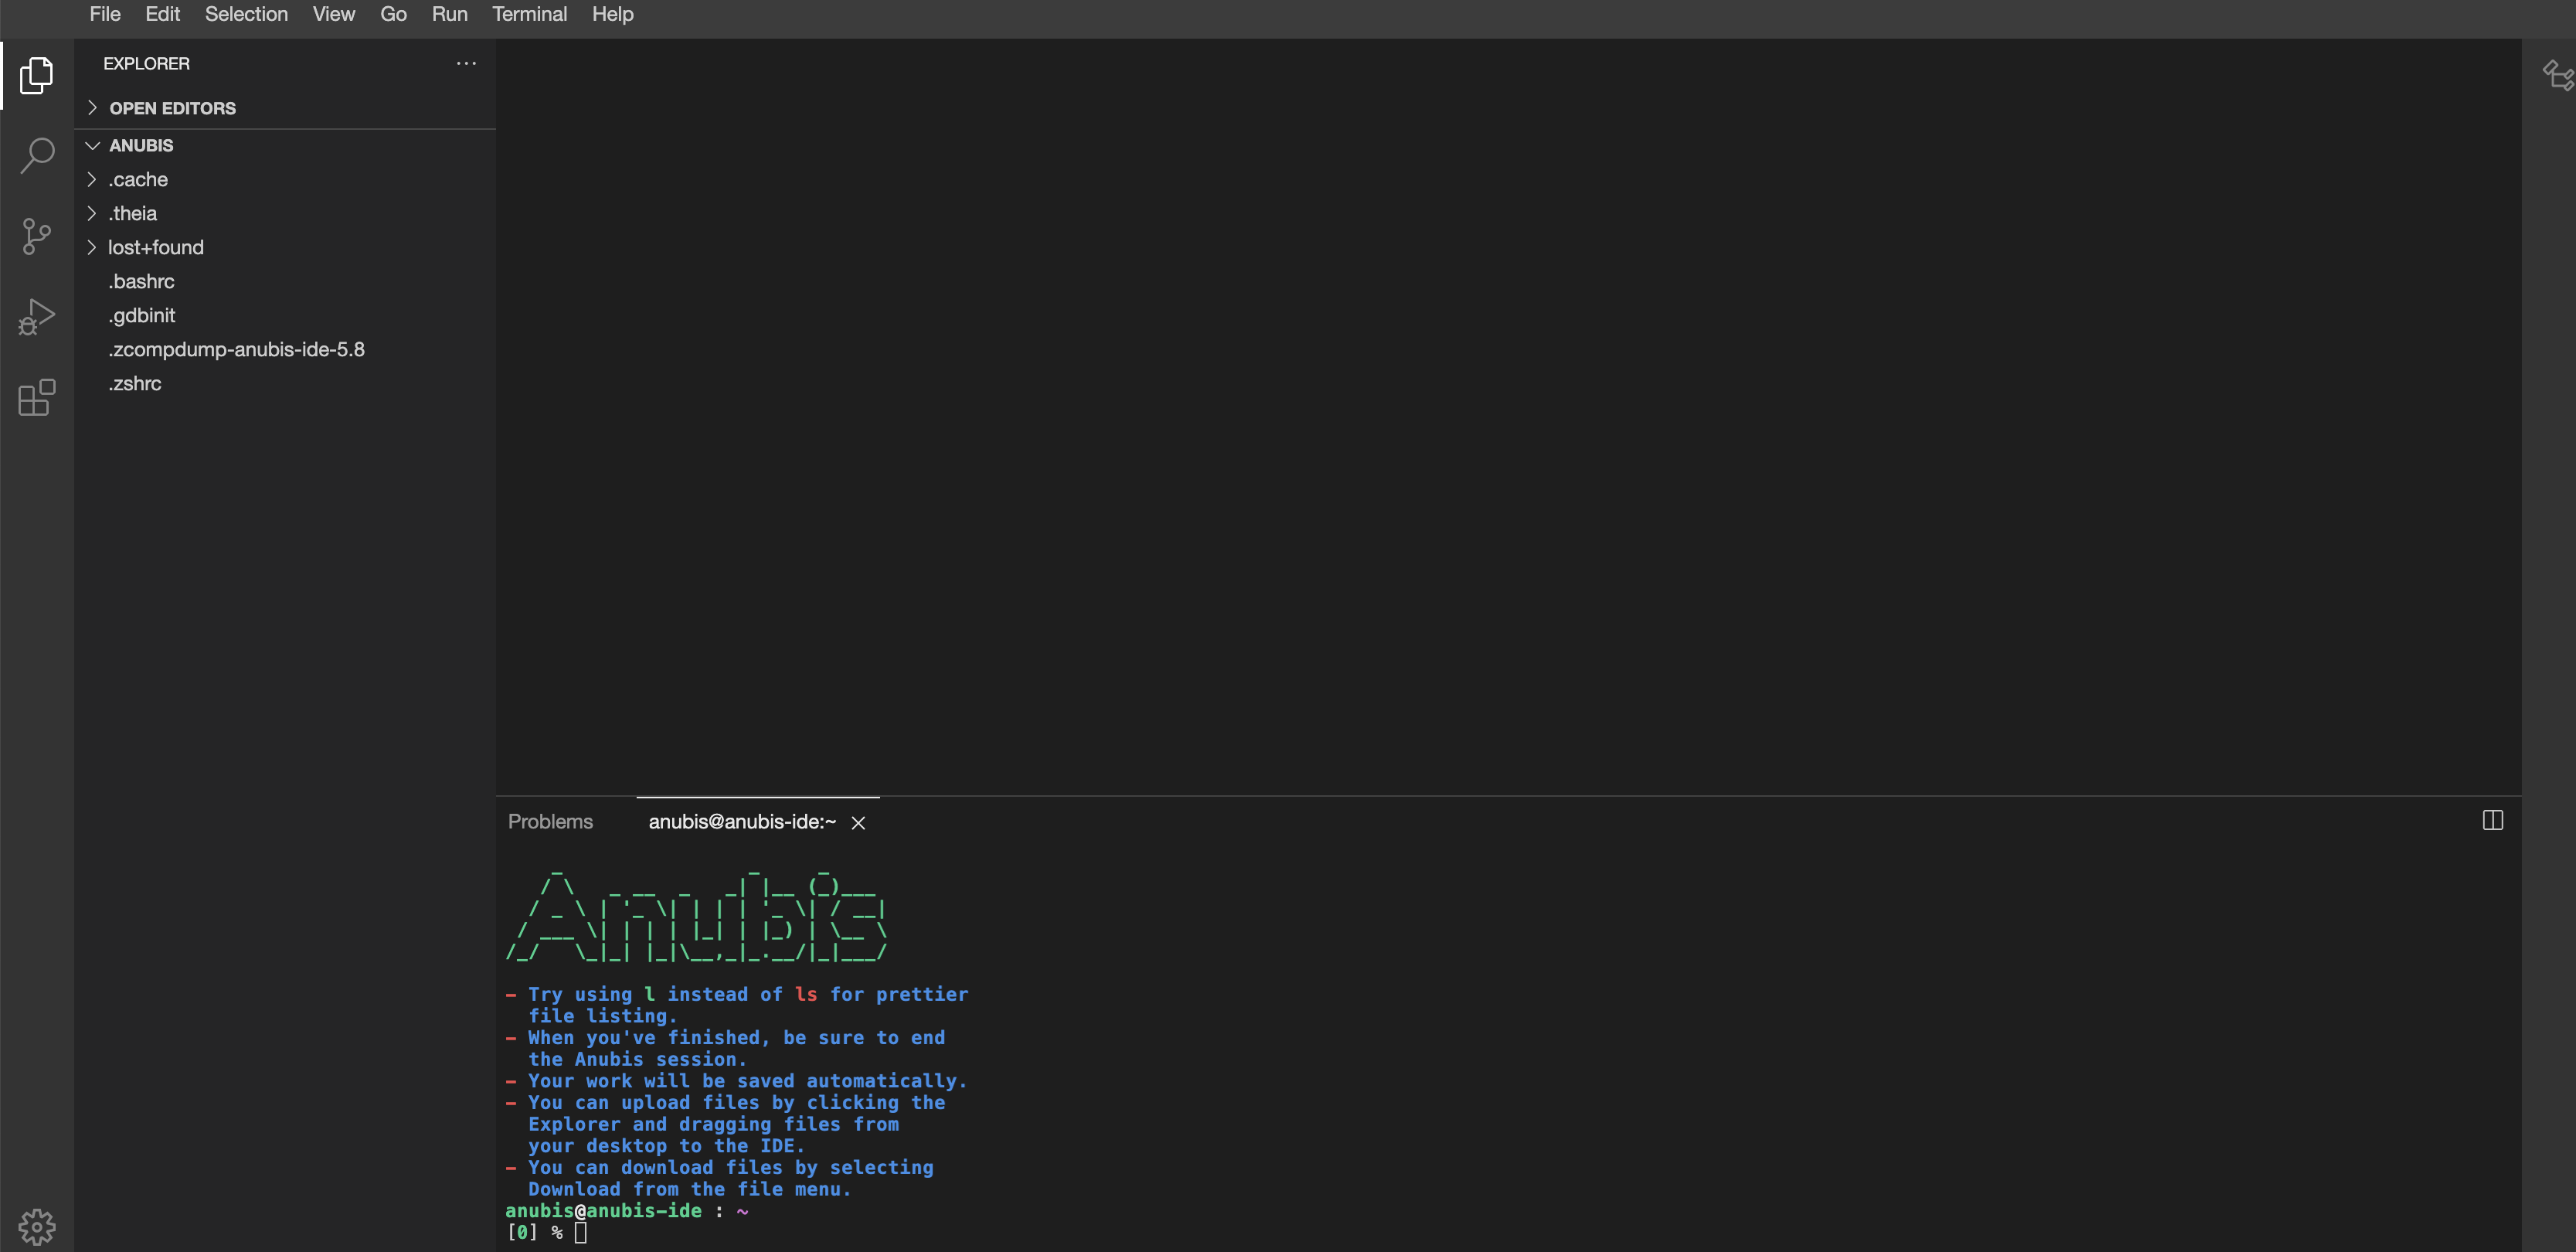 File Edit Selection View Go Run Terminal Help
EXPLORER
OPEN EDITORS
ANUBIS
.cache
.theia
lost+found
.bashrc
.gdbinit
.zcompdump-anubis-ide-5.8
.zshrc
Problems anubis@anubis-ide:~
Anubis
- Try using l instead of ls for prettier
file listing.
- When you've finished, be sure to end
the Anubis session.
- Your work will be saved automatically.
- You can upload files by clicking the
Explorer and dragging files from
your desktop to the IDE.
- You can download files by selecting
Download from the file menu.
anubis@anubis-ide : ~
[0] %